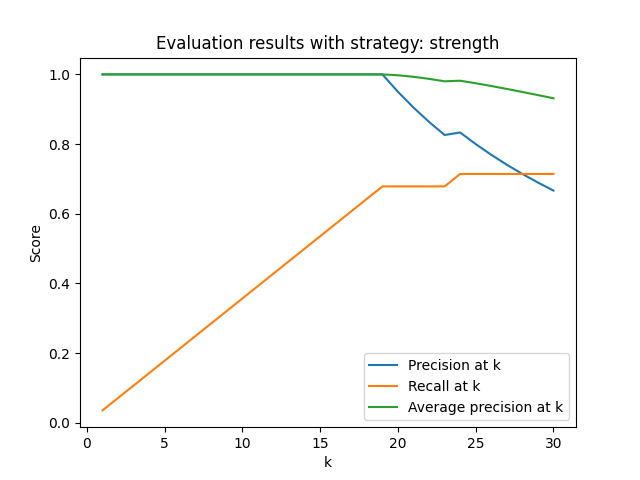 Evaluation results with strategy: strength
Score
1.0
0.8
0.6
0.4
0.2
0.0
Precision at k
Recall at k
Average precision at k
0 5 10 15 20 25 30
k